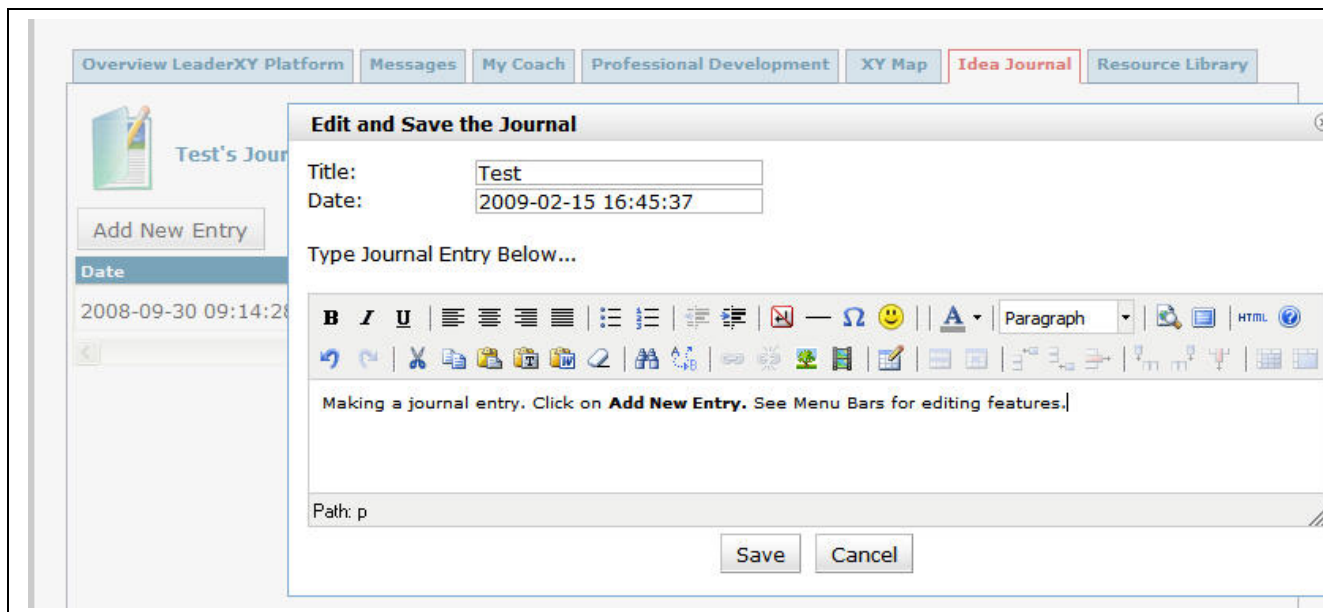 Overview LeaderXY Platform Messages My Coach Professional Development XY Map Idea Journal Resource Library
Edit and Save the Journal
Test's Jour
Title: Test
Date: 2009-02-15 16:45:37
Add New Entry
Type Journal Entry Below...
Date
2008-09-30 09:14:28
B I U Ω A Paragraph HTML
Making a journal entry. Click on Add New Entry. See Menu Bars for editing features.
Path: p
Save Cancel